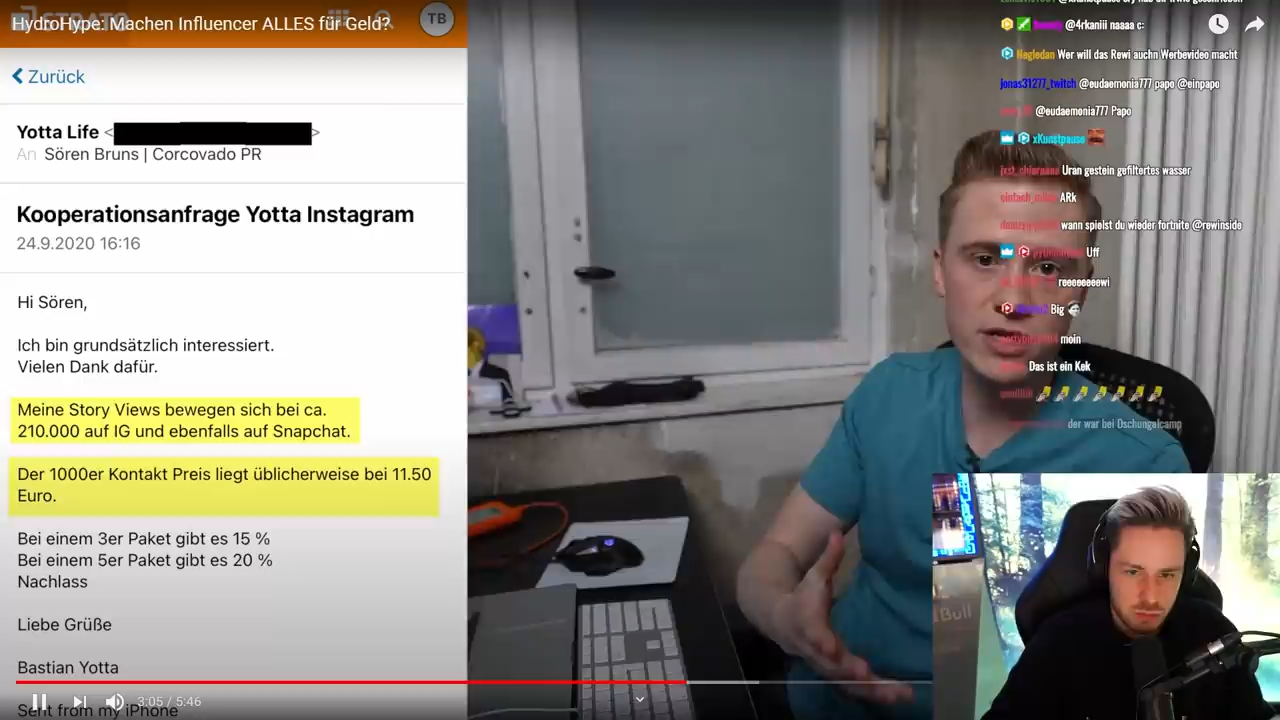 HydroHype: Machen Influencer ALLES für Geld?
TB
Zurück
Yotta Life < >
An Sören Bruns | Corcovado PR
Kooperationsanfrage Yotta Instagram
24.9.2020 16:16
Hi Sören,
Ich bin grundsätzlich interessiert.
Vielen Dank dafür.
Meine Story Views bewegen sich bei ca.
210.000 auf IG und ebenfalls auf Snapchat.
Der 1000er Kontakt Preis liegt üblicherweise bei 11.50
Euro.
Bei einem 3er Paket gibt es 15 %
Bei einem 5er Paket gibt es 20 %
Nachlass
Liebe Grüße
Bastian Yotta
Sent from my iPhone
3:05 / 5:46
@4rkaniii naaaa c:
Negledan Wer will das Rewi auchn Werbevideo macht
jonas31277_twitch @eudaemonia777 papo @einpapo
@eudaemonia777 Papo
xKunstpause
Uran gestein gefiltertes wasser
ARk
wann spielst du wieder fortnite @rewinside
Uff
reeeeeeewi
Big
moin
Das ist ein Kek
der war bei Dschungelcamp
Bull